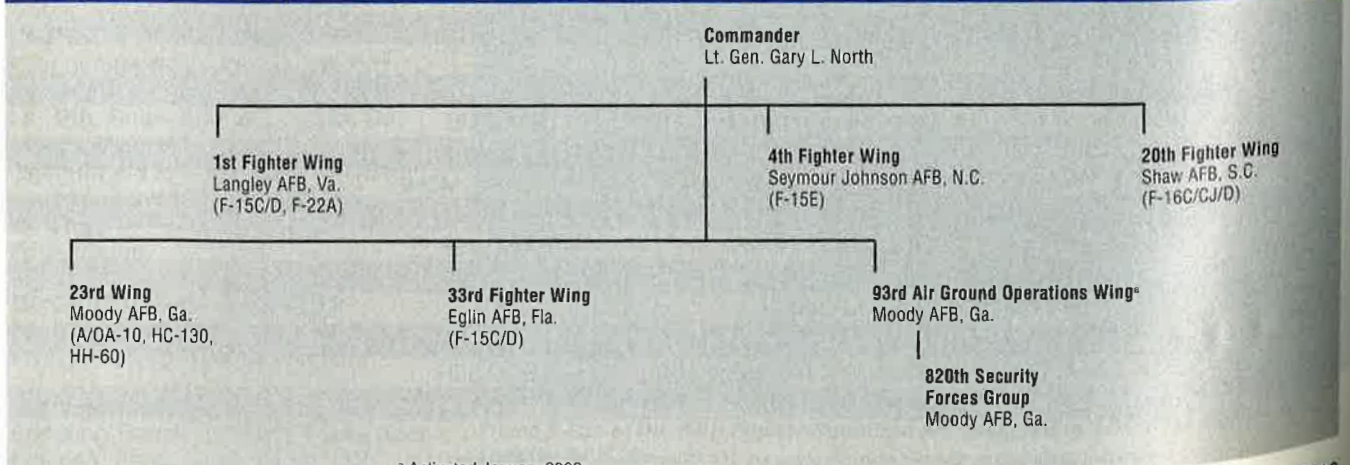 Commander
Lt. Gen. Gary L. North
1st Fighter Wing
Langley AFB, Va.
(F-15C/D, F-22A)
4th Fighter Wing
Seymour Johnson AFB, N.C.
(F-15E)
20th Fighter Wing
Shaw AFB, S.C.
(F-16C/CJ/D)
23rd Wing
Moody AFB, Ga.
(A/OA-10, HC-130,
HH-60)
33rd Fighter Wing
Eglin AFB, Fla.
(F-15C/D)
93rd Air Ground Operations Wingᵃ
Moody AFB, Ga.
820th Security
Forces Group
Moody AFB, Ga.